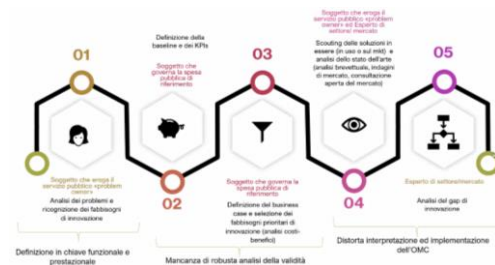 01
Soggetto che eroga il
servizio pubblico «problem
owner»
Analisi dei problemi e
ricognizione dei fabbisogni
di innovazione
Definizione in chiave funzionale e
prestazionale
Definizione della
baseline e dei KPIs
Soggetto che
governa la spesa
pubblica di
riferimento
02
03
Soggetto che governa la
spesa pubblica di
riferimento
Definizione del business
case e selezione dei
fabbisogni prioritari di
innovazione (analisi costi-
benefici)
Mancanza di robusta analisi della validità
Soggetto che eroga il
servizio pubblico «problem
owner» ed Esperto di
settore/ mercato
Scouting delle soluzioni in
essere (in uso o sul mkt) e
analisi dello stato dell'arte
(analisi brevettuale, indagini
di mercato, consultazione
aperta del mercato)
04
05
Esperto di settore/mercato
Analisi del gap di
innovazione
Distorta interpretazione ed implementazione
dell'OMC